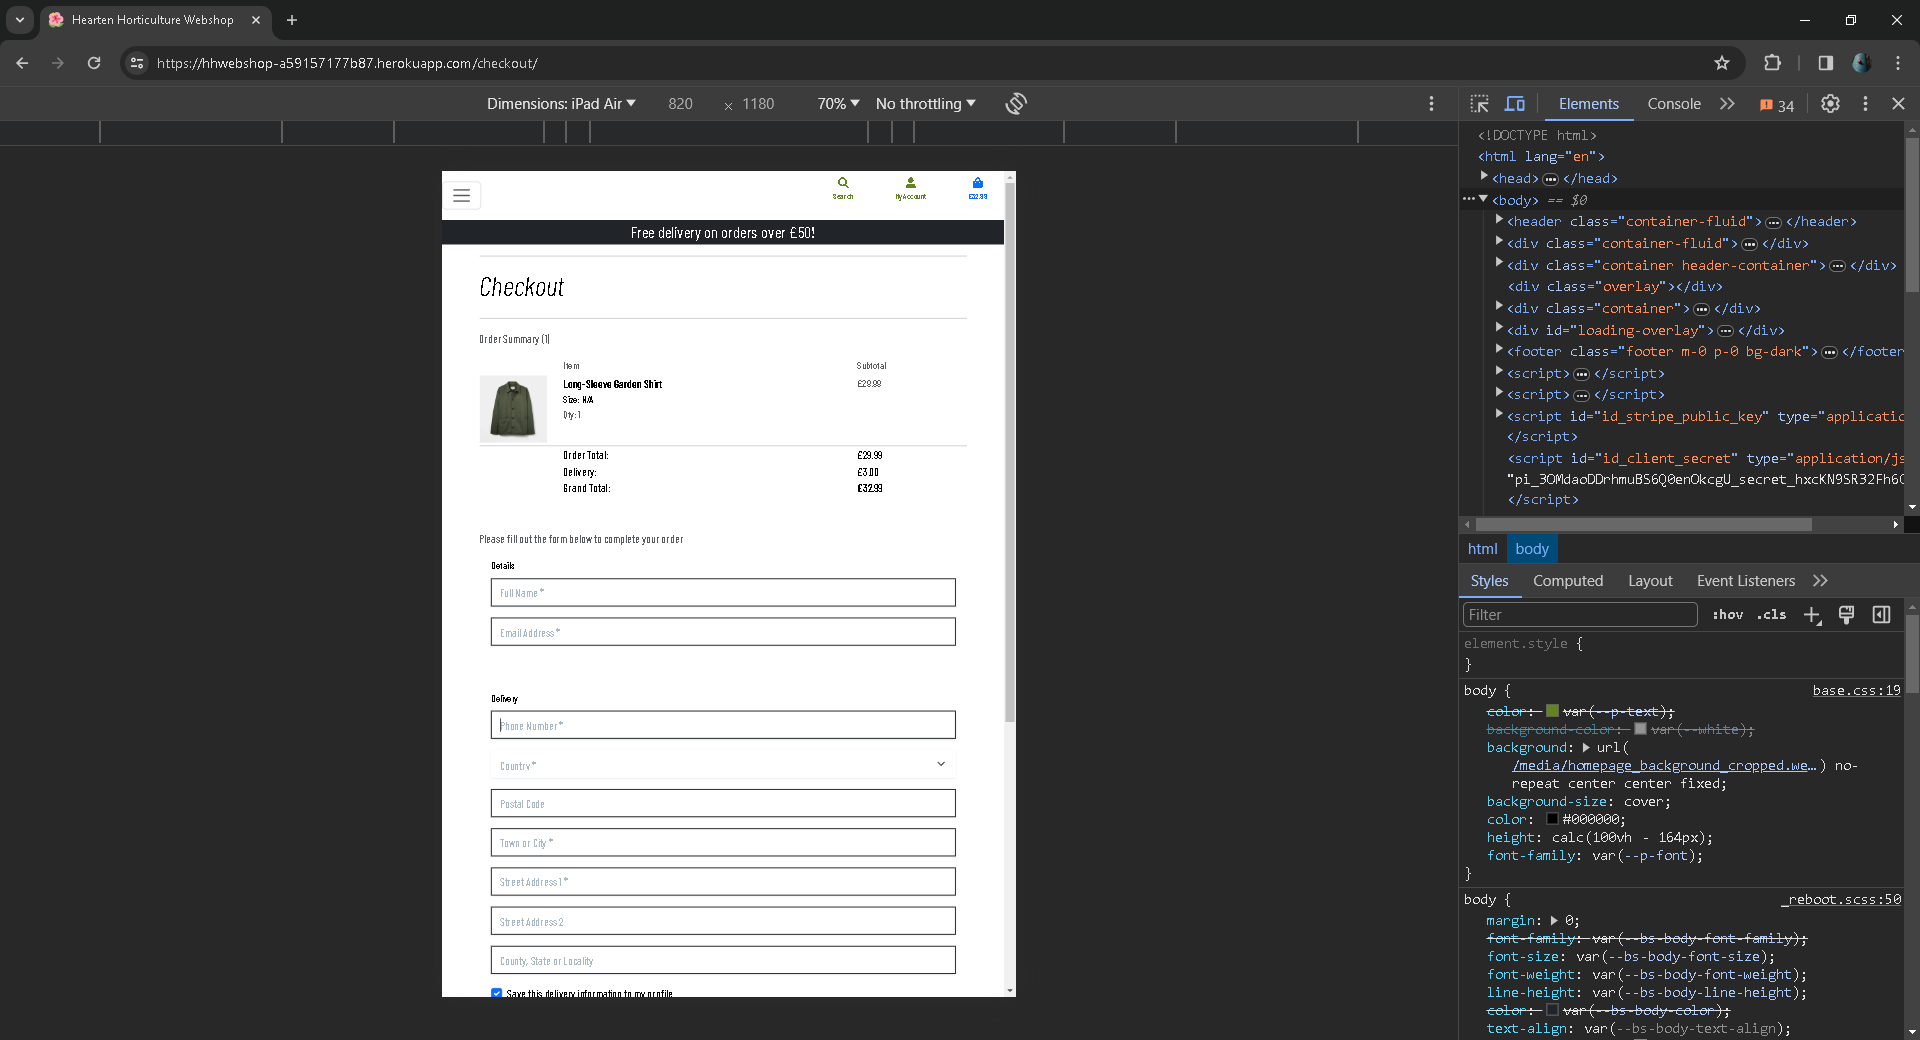 Hearten Horticulture Webshop
https://hhwebshop-a59157177b87.herokuapp.com/checkout/
Dimensions: iPad Air 820 × 1180 70% No throttling
Elements Console 34
Search My Account £32.99
Free delivery on orders over £50!
Checkout
Order Summary (1)
Item Subtotal
Long-Sleeve Garden Shirt £29.99
Size: N/A
Qty: 1
Order Total: £29.99
Delivery: £3.00
Grand Total: £32.99
Please fill out the form below to complete your order
Details
Full Name *
Email Address *
Delivery
Phone Number *
Country *
Postal Code
Town or City *
Street Address 1 *
Street Address 2
County, State or Locality
Save this delivery information to my profile
<!DOCTYPE html>
<html lang="en">
<head> … </head>
<body> == $0
<header class="container-fluid"> … </header>
<div class="container-fluid"> … </div>
<div class="container header-container"> … </div>
<div class="overlay"></div>
<div class="container"> … </div>
<div id="loading-overlay"> … </div>
<footer class="footer m-0 p-0 bg-dark"> … </footer
<script> … </script>
<script> … </script>
<script id="id_stripe_public_key" type="applicatio
</script>
<script id="id_client_secret" type="application/js
"pi_3OMdaoDDrhmuBS6Q0enOkcgU_secret_hxcKN9SR32Fh6
</script>
html body
Styles Computed Layout Event Listeners
Filter :hov .cls
element.style {
}
body { base.css:19
color: var(--p-text);
background-color: var(--white);
background: url(
/media/homepage_background_cropped.we…) no-
repeat center center fixed;
background-size: cover;
color: #000000;
height: calc(100vh - 164px);
font-family: var(--p-font);
}
body { _reboot.scss:50
margin: 0;
font-family: var(--bs-body-font-family);
font-size: var(--bs-body-font-size);
font-weight: var(--bs-body-font-weight);
line-height: var(--bs-body-line-height);
color: var(--bs-body-color);
text-align: var(--bs-body-text-align);